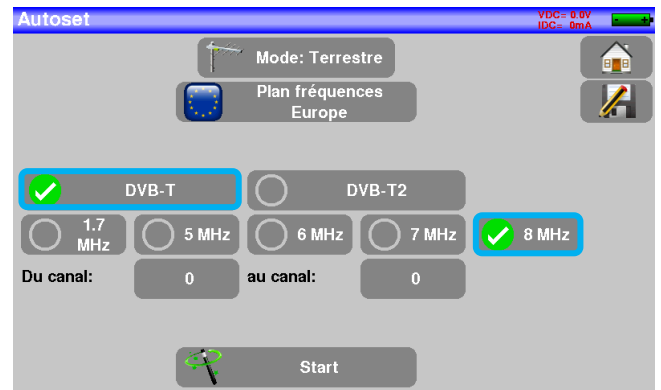 Autoset
VDC= 0.0V
IDC= 0mA
Mode: Terrestre
Plan fréquences
Europe
DVB-T
DVB-T2
1.7
MHz
5 MHz
6 MHz
7 MHz
8 MHz
Du canal:
0
au canal:
0
Start